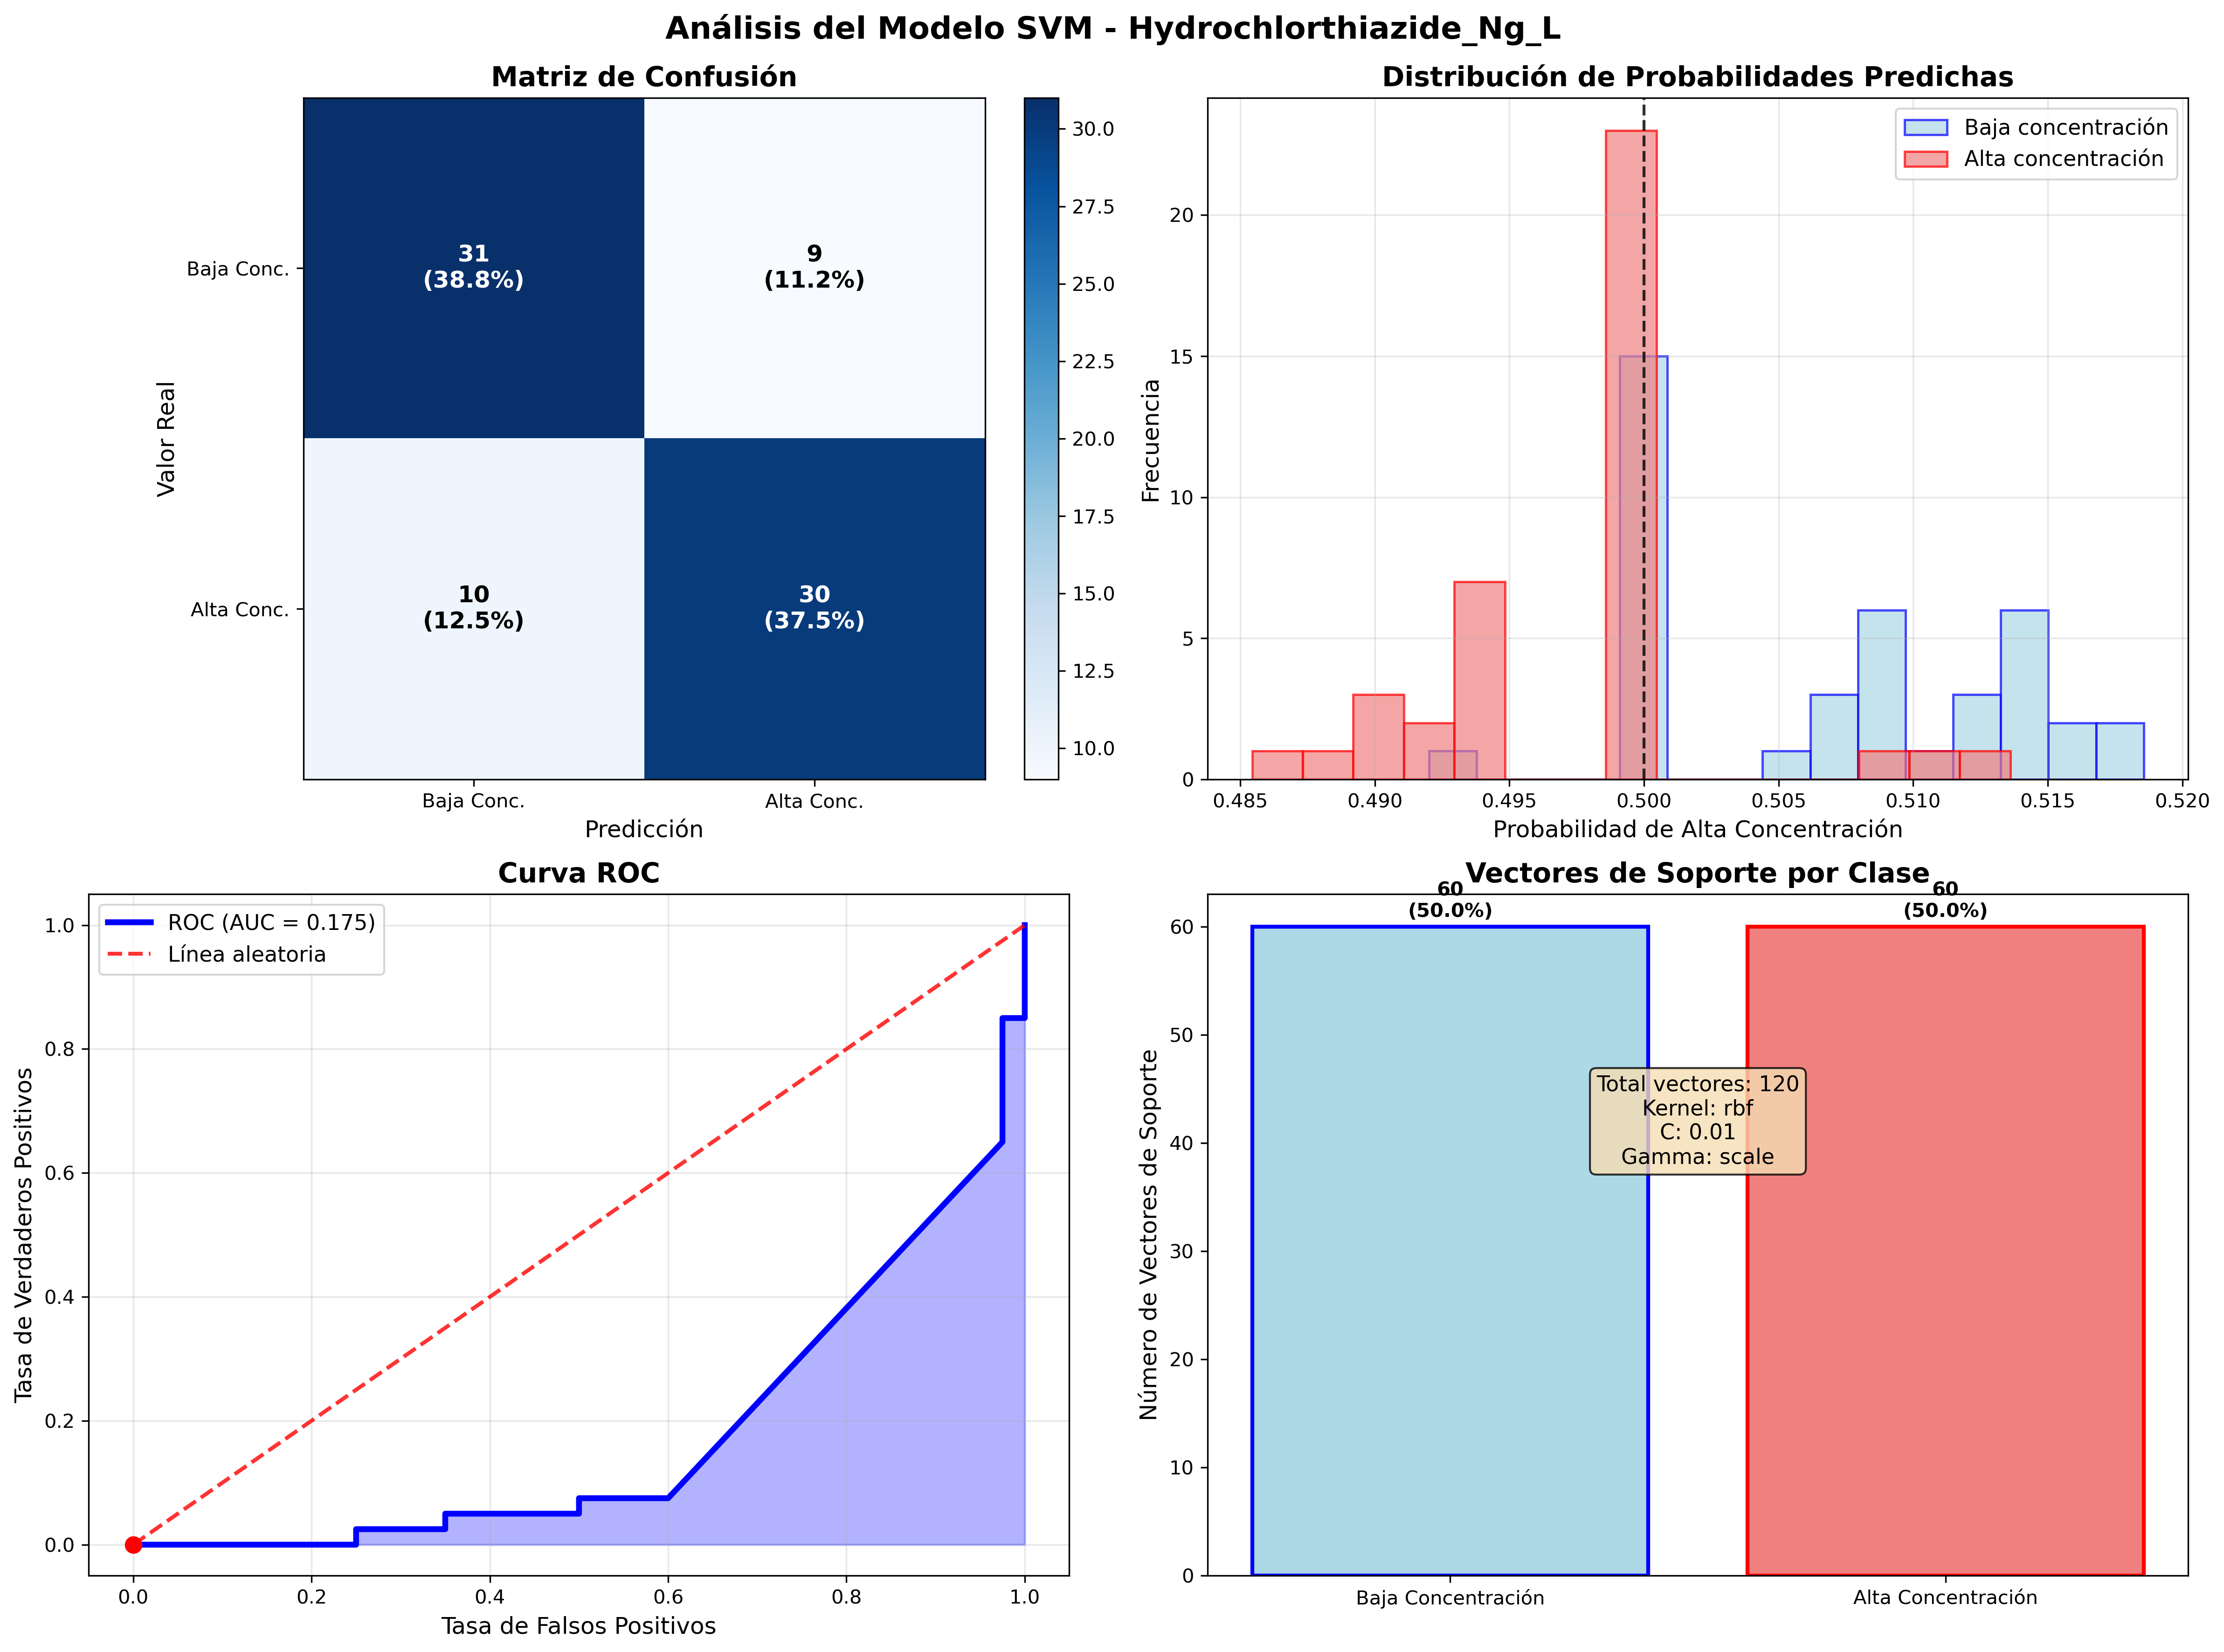 Análisis del Modelo SVM - Hydrochlorthiazide_Ng_L
Matriz de Confusión
Valor Real
Baja Conc.
Alta Conc.
31
(38.8%)
9
(11.2%)
10
(12.5%)
30
(37.5%)
Baja Conc.
Alta Conc.
Predicción
30.0
27.5
25.0
22.5
20.0
17.5
15.0
12.5
10.0
Distribución de Probabilidades Predichas
Baja concentración
Alta concentración
Frecuencia
20
15
10
5
0
0.485
0.490
0.495
0.500
0.505
0.510
0.515
0.520
Probabilidad de Alta Concentración
Curva ROC
ROC (AUC = 0.175)
Línea aleatoria
Tasa de Verdaderos Positivos
1.0
0.8
0.6
0.4
0.2
0.0
0.0
0.2
0.4
0.6
0.8
1.0
Tasa de Falsos Positivos
Vectores de Soporte por Clase
60
(50.0%)
60
(50.0%)
Número de Vectores de Soporte
60
50
40
30
20
10
0
Total vectores: 120
Kernel: rbf
C: 0.01
Gamma: scale
Baja Concentración
Alta Concentración